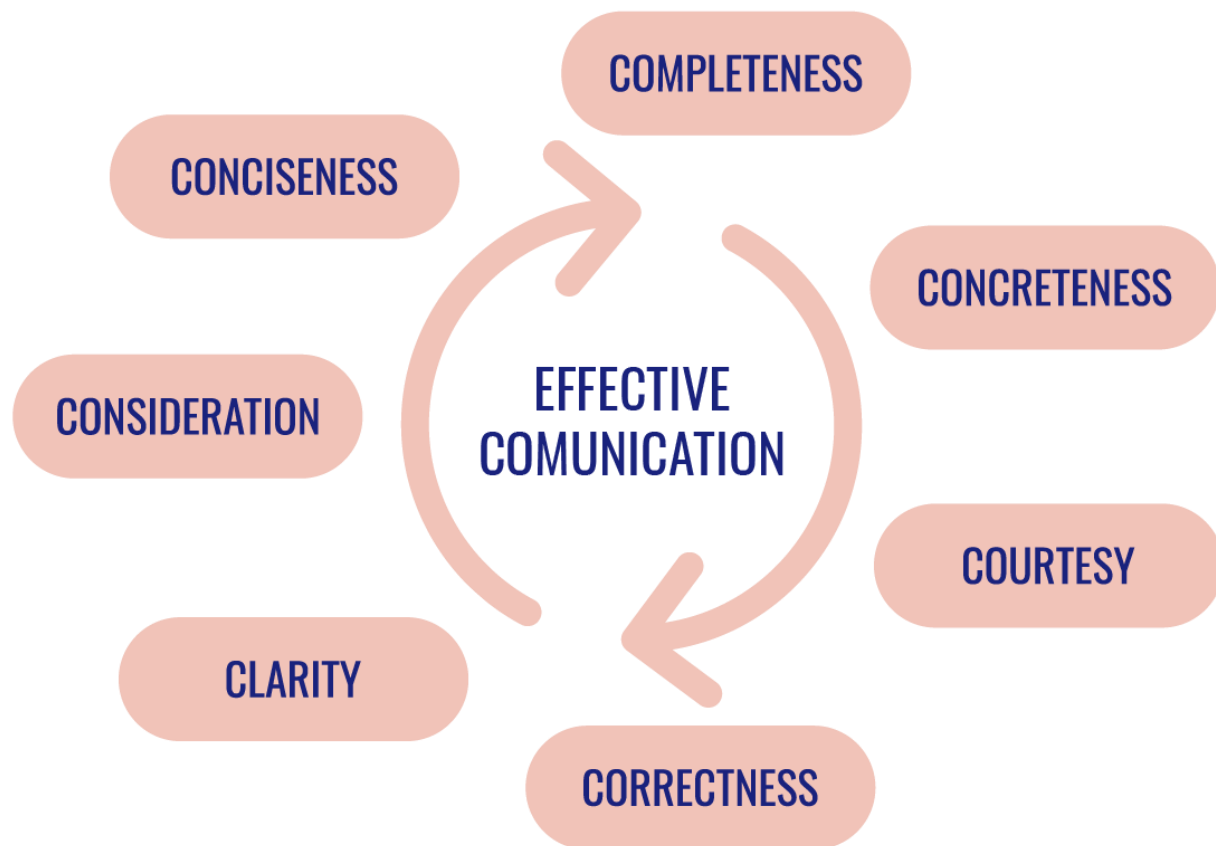 COMPLETENESS
CONCISENESS
CONCRETENESS
EFFECTIVE
COMUNICATION
CONSIDERATION
COURTESY
CLARITY
CORRECTNESS